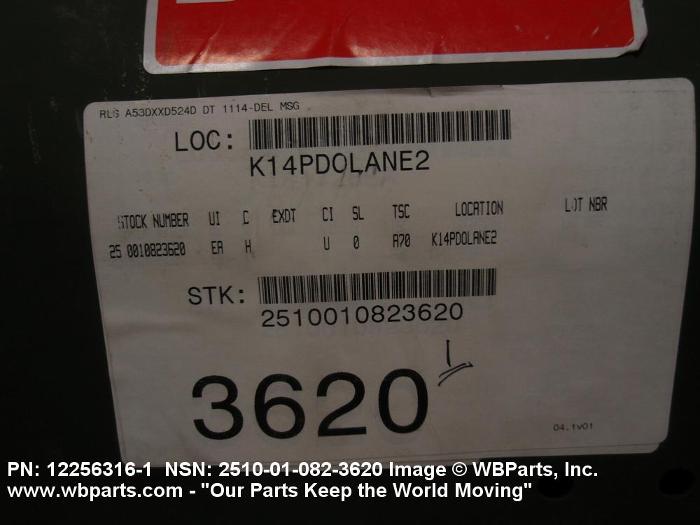 RLS A53DXXD524D DT 1114-DEL MSG
LOC:
K14PDOLANE2
STOCK NUMBER UI C EXDT CI SL TSC LOCATION LOT NBR
25 0010823620 EA H U 0 A70 K14PDOLANE2
STK:
2510010823620
3620
1
04.1v01
PN: 12256316-1 NSN: 2510-01-082-3620 Image © WBParts, Inc.
www.wbparts.com - "Our Parts Keep the World Moving"